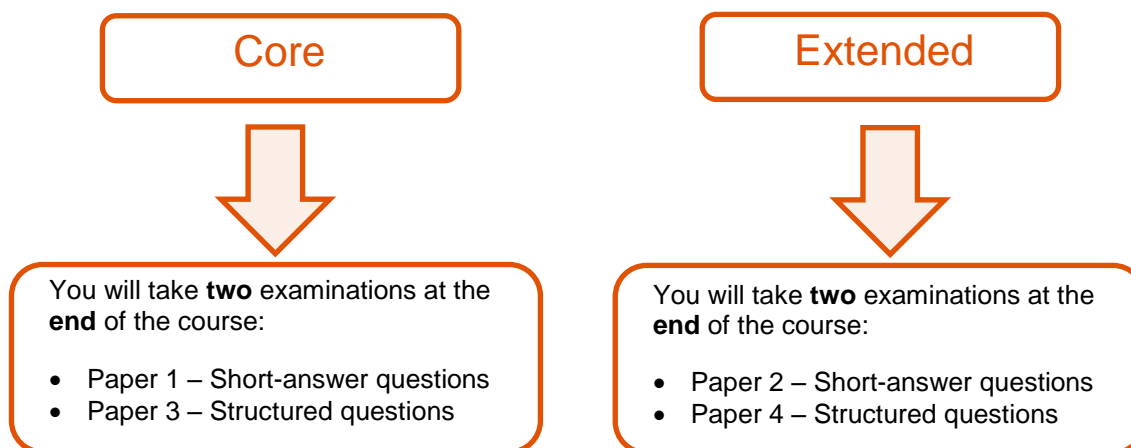 Core
You will take two examinations at the
end of the course:
• Paper 1 – Short-answer questions
• Paper 3 – Structured questions
Extended
You will take two examinations at the
end of the course:
• Paper 2 – Short-answer questions
• Paper 4 – Structured questions